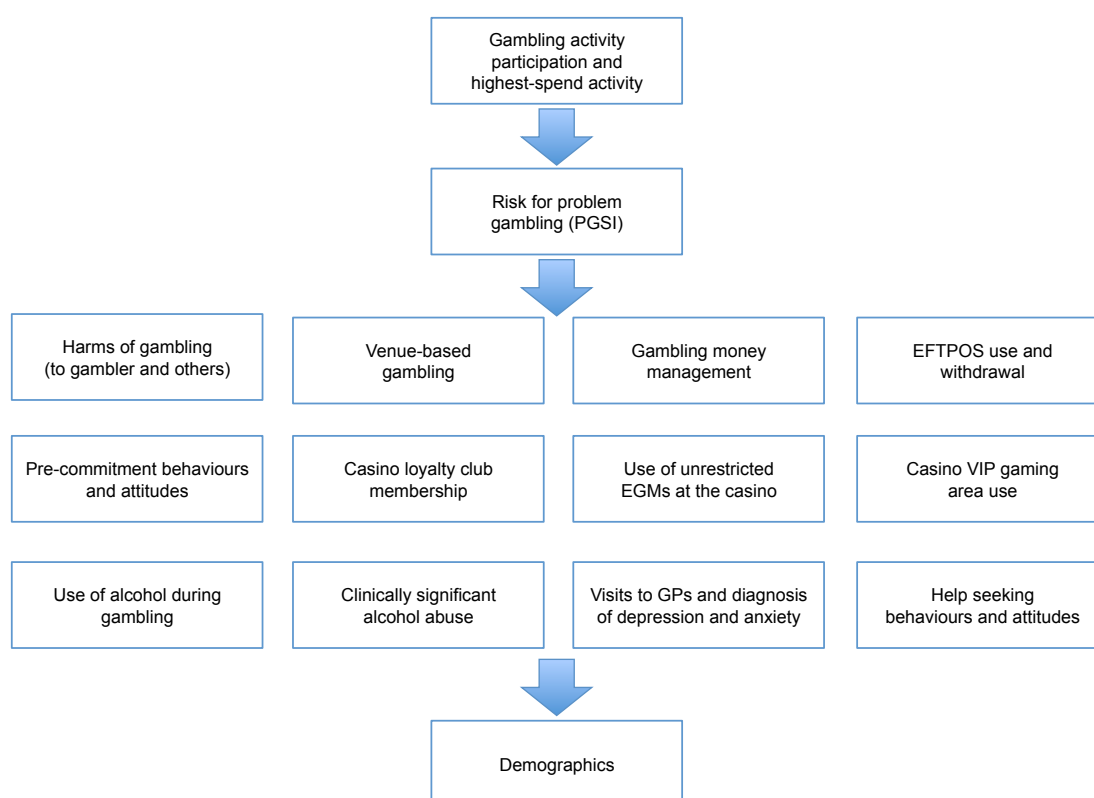 Gambling activity
participation and
highest-spend activity
Risk for problem
gambling (PGSI)
Harms of gambling
(to gambler and others)
Venue-based
gambling
Gambling money
management
EFTPOS use and
withdrawal
Pre-commitment behaviours
and attitudes
Casino loyalty club
membership
Use of unrestricted
EGMs at the casino
Casino VIP gaming
area use
Use of alcohol during
gambling
Clinically significant
alcohol abuse
Visits to GPs and diagnosis
of depression and anxiety
Help seeking
behaviours and attitudes
Demographics